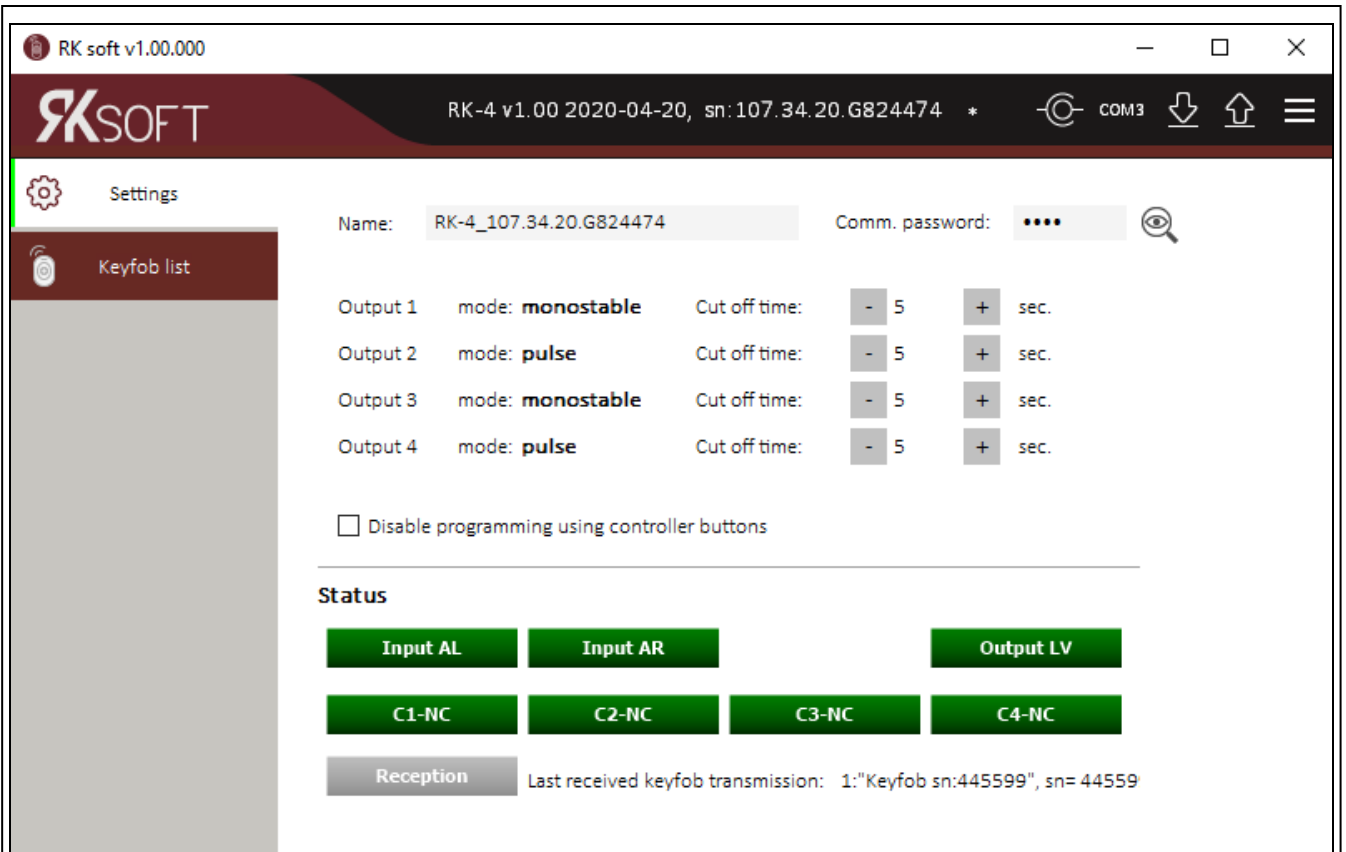 RK soft v1.00.000
RKSOFT
RK-4 v1.00 2020-04-20, sn:107.34.20.G824474 * COM3
Settings
Keyfob list
Name: RK-4_107.34.20.G824474 Comm. password: ••••
Output 1 mode: monostable Cut off time: - 5 + sec.
Output 2 mode: pulse Cut off time: - 5 + sec.
Output 3 mode: monostable Cut off time: - 5 + sec.
Output 4 mode: pulse Cut off time: - 5 + sec.
Disable programming using controller buttons
Status
Input AL Input AR Output LV
C1-NC C2-NC C3-NC C4-NC
Reception Last received keyfob transmission: 1:"Keyfob sn:445599", sn= 44559